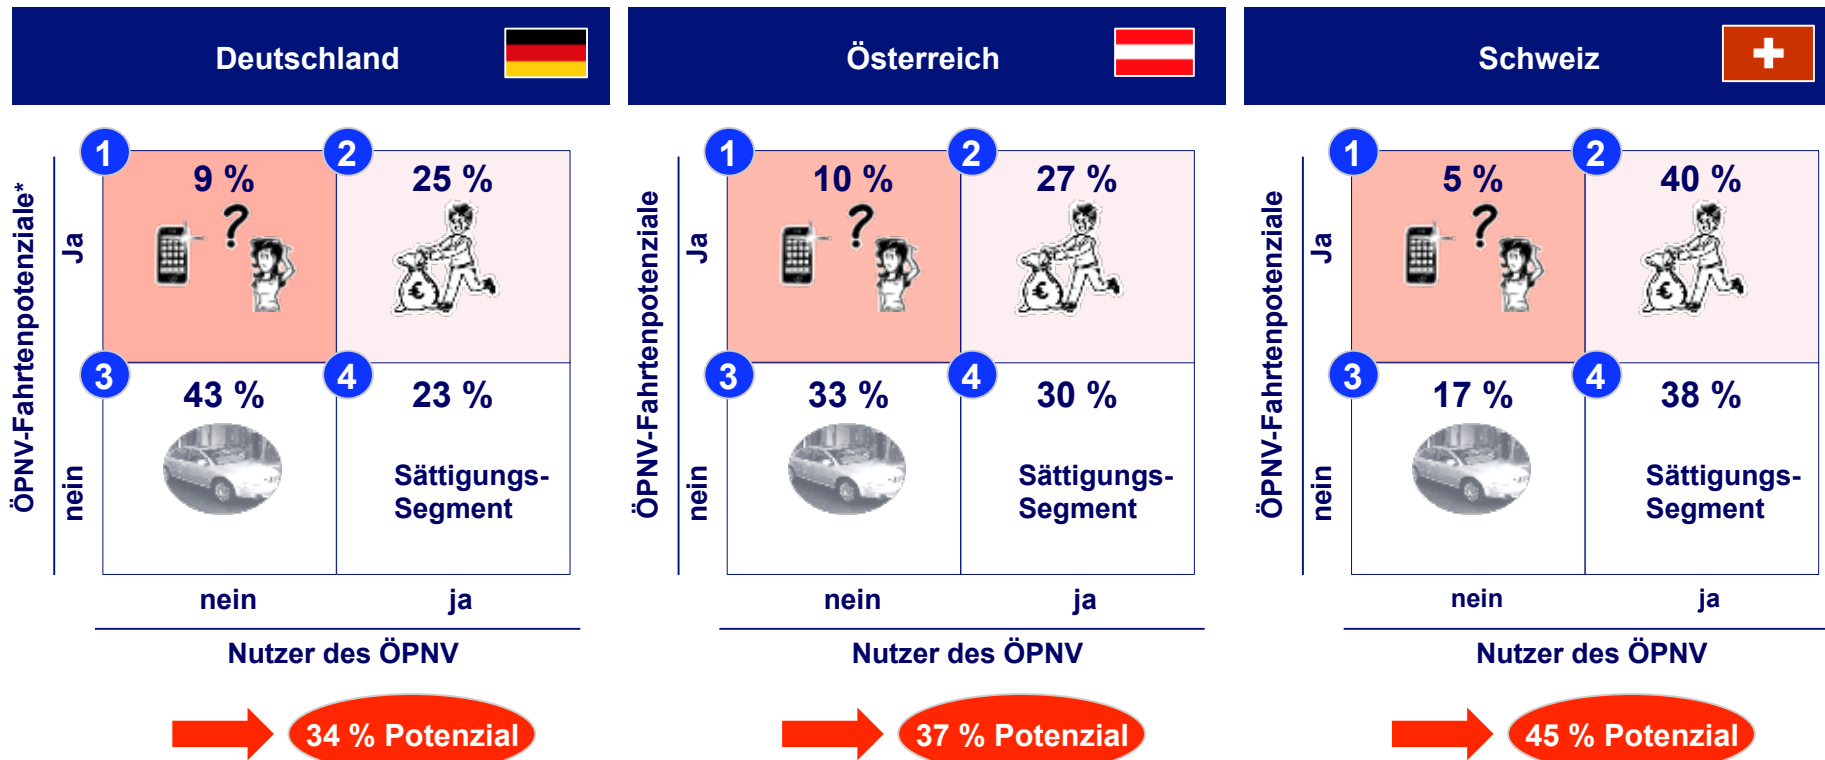 Deutschland
ÖPNV-Fahrtenpotenziale*
Ja
nein
1
9 %
?
2
25 %
€
3
43 %
4
23 %
Sättigungs-
Segment
nein
ja
Nutzer des ÖPNV
34 % Potenzial
Österreich
ÖPNV-Fahrtenpotenziale
Ja
nein
1
10 %
?
2
27 %
€
3
33 %
4
30 %
Sättigungs-
Segment
nein
ja
Nutzer des ÖPNV
37 % Potenzial
Schweiz
ÖPNV-Fahrtenpotenziale
Ja
nein
1
5 %
?
2
40 %
€
3
17 %
4
38 %
Sättigungs-
Segment
nein
ja
Nutzer des ÖPNV
45 % Potenzial